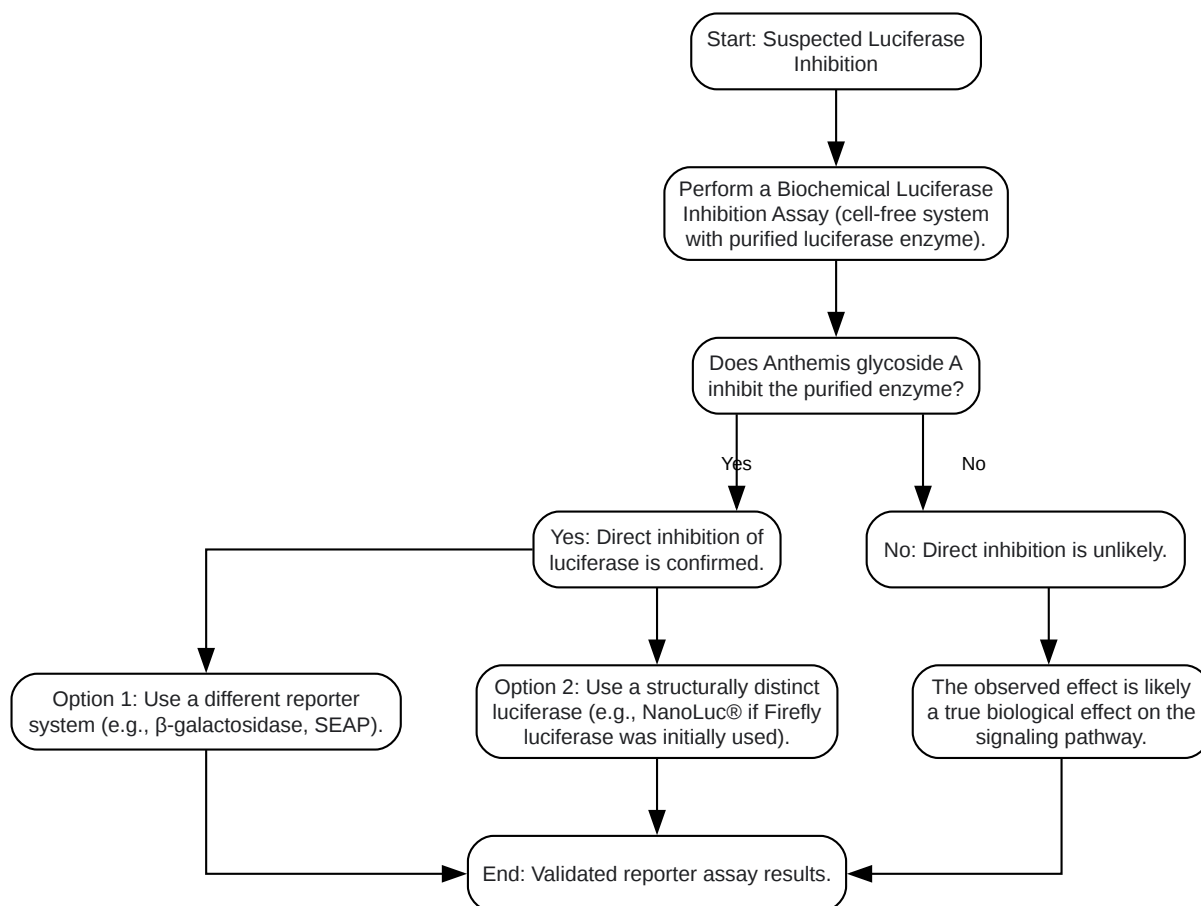 Start: Suspected Luciferase
Inhibition
Perform a Biochemical Luciferase
Inhibition Assay (cell-free system
with purified luciferase enzyme).
Does Anthemis glycoside A
inhibit the purified enzyme?
Yes
No
Yes: Direct inhibition of
luciferase is confirmed.
No: Direct inhibition is unlikely.
Option 1: Use a different reporter
system (e.g., β-galactosidase, SEAP).
Option 2: Use a structurally distinct
luciferase (e.g., NanoLuc® if Firefly
luciferase was initially used).
The observed effect is likely
a true biological effect on the
signaling pathway.
End: Validated reporter assay results.